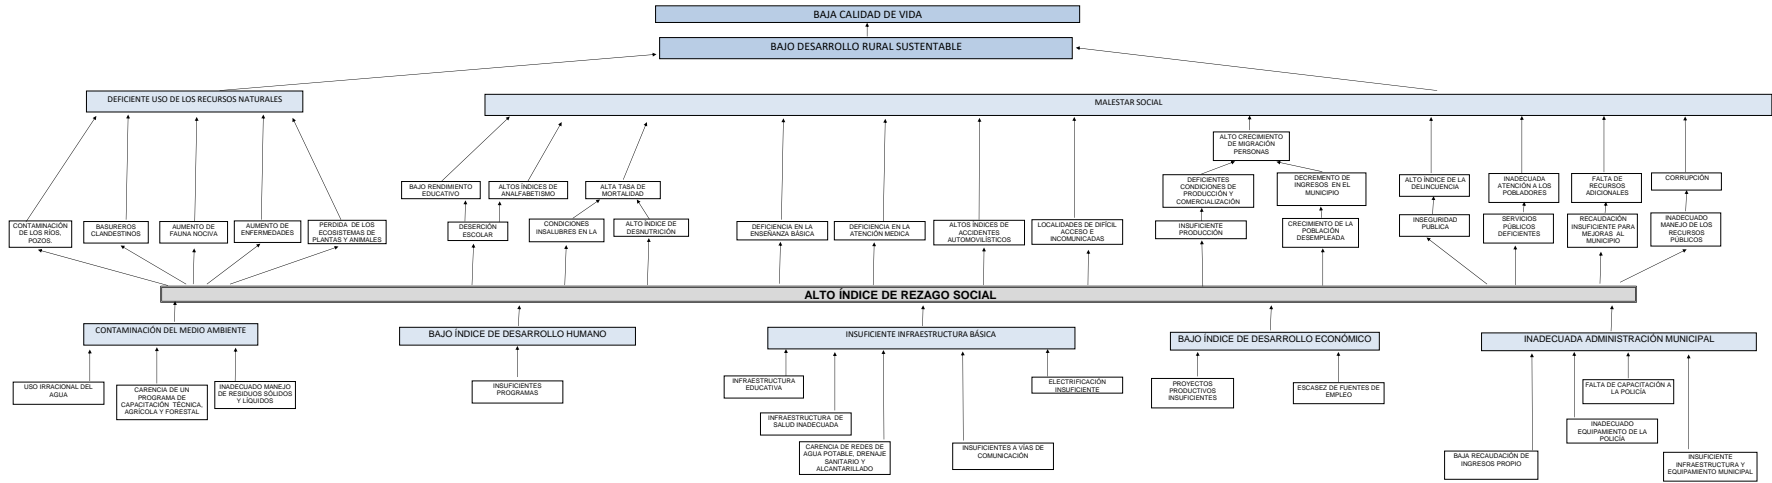 BAJA CALIDAD DE VIDA
BAJO DESARROLLO RURAL SUSTENTABLE
DEFICIENTE USO DE LOS RECURSOS NATURALES
MALESTAR SOCIAL
ALTO CRECIMIENTO
DE MIGRACIÓN
PERSONAS
BAJO RENDIMIENTO
EDUCATIVO
ALTOS ÍNDICES DE
ANALFABETISMO
ALTA TASA DE
MORTALIDAD
DEFICIENTES
CONDICIONES DE
PRODUCCIÓN Y
COMERCIALIZACIÓN
DECREMENTO DE
INGRESOS EN EL
MUNICIPIO
ALTO ÍNDICE DE LA
DELINCUENCIA
INADECUADA
ATENCIÓN A LOS
POBLADORES
FALTA DE
RECURSOS
ADICIONALES
CORRUPCIÓN
CONTAMINACIÓN
DE LOS RÍOS,
POZOS.
BASUREROS
CLANDESTINOS
AUMENTO DE
FAUNA NOCIVA
AUMENTO DE
ENFERMEDADES
PERDIDA DE LOS
ECOSISTEMAS DE
PLANTAS Y ANIMALES
DESERCIÓN
ESCOLAR
CONDICIONES
INSALUBRES EN LA
ALTO ÍNDICE DE
DESNUTRICIÓN
DEFICIENCIA EN LA
ENSEÑANZA BÁSICA
DEFICIENCIA EN LA
ATENCIÓN MEDICA
ALTOS ÍNDICES DE
ACCIDENTES
AUTOMOVILÍSTICOS
LOCALIDADES DE DIFÍCIL
ACCESO E
INCOMUNICADAS
INSUFICIENTE
PRODUCCIÓN
CRECIMIENTO DE LA
POBLACIÓN
DESEMPLEADA
INSEGURIDAD
PUBLICA
SERVICIOS
PÚBLICOS
DEFICIENTES
RECAUDACIÓN
INSUFICIENTE PARA
MEJORAS AL
MUNICIPIO
INADECUADO
MANEJO DE LOS
RECURSOS
PÚBLICOS
ALTO ÍNDICE DE REZAGO SOCIAL
CONTAMINACIÓN DEL MEDIO AMBIENTE
BAJO ÍNDICE DE DESARROLLO HUMANO
INSUFICIENTE INFRAESTRUCTURA BÁSICA
BAJO ÍNDICE DE DESARROLLO ECONÓMICO
INADECUADA ADMINISTRACIÓN MUNICIPAL
USO IRRACIONAL DEL
AGUA
CARENCIA DE UN
PROGRAMA DE
CAPACITACIÓN TÉCNICA,
AGRÍCOLA Y FORESTAL
INADECUADO MANEJO
DE RESIDUOS SÓLIDOS
Y LÍQUIDOS
INSUFICIENTES
PROGRAMAS
INFRAESTRUCTURA
EDUCATIVA
INFRAESTRUCTURA DE
SALUD INADECUADA
CARENCIA DE REDES DE
AGUA POTABLE, DRENAJE
SANITARIO Y
ALCANTARILLADO
INSUFICIENTES A VÍAS DE
COMUNICACIÓN
ELECTRIFICACIÓN
INSUFICIENTE
PROYECTOS
PRODUCTIVOS
INSUFICIENTES
ESCASEZ DE FUENTES DE
EMPLEO
BAJA RECAUDACIÓN DE
INGRESOS PROPIO
INADECUADO
EQUIPAMIENTO DE LA
POLICÍA
FALTA DE CAPACITACIÓN A
LA POLICÍA
INSUFICIENTE
INFRAESTRUCTURA Y
EQUIPAMIENTO MUNICIPAL